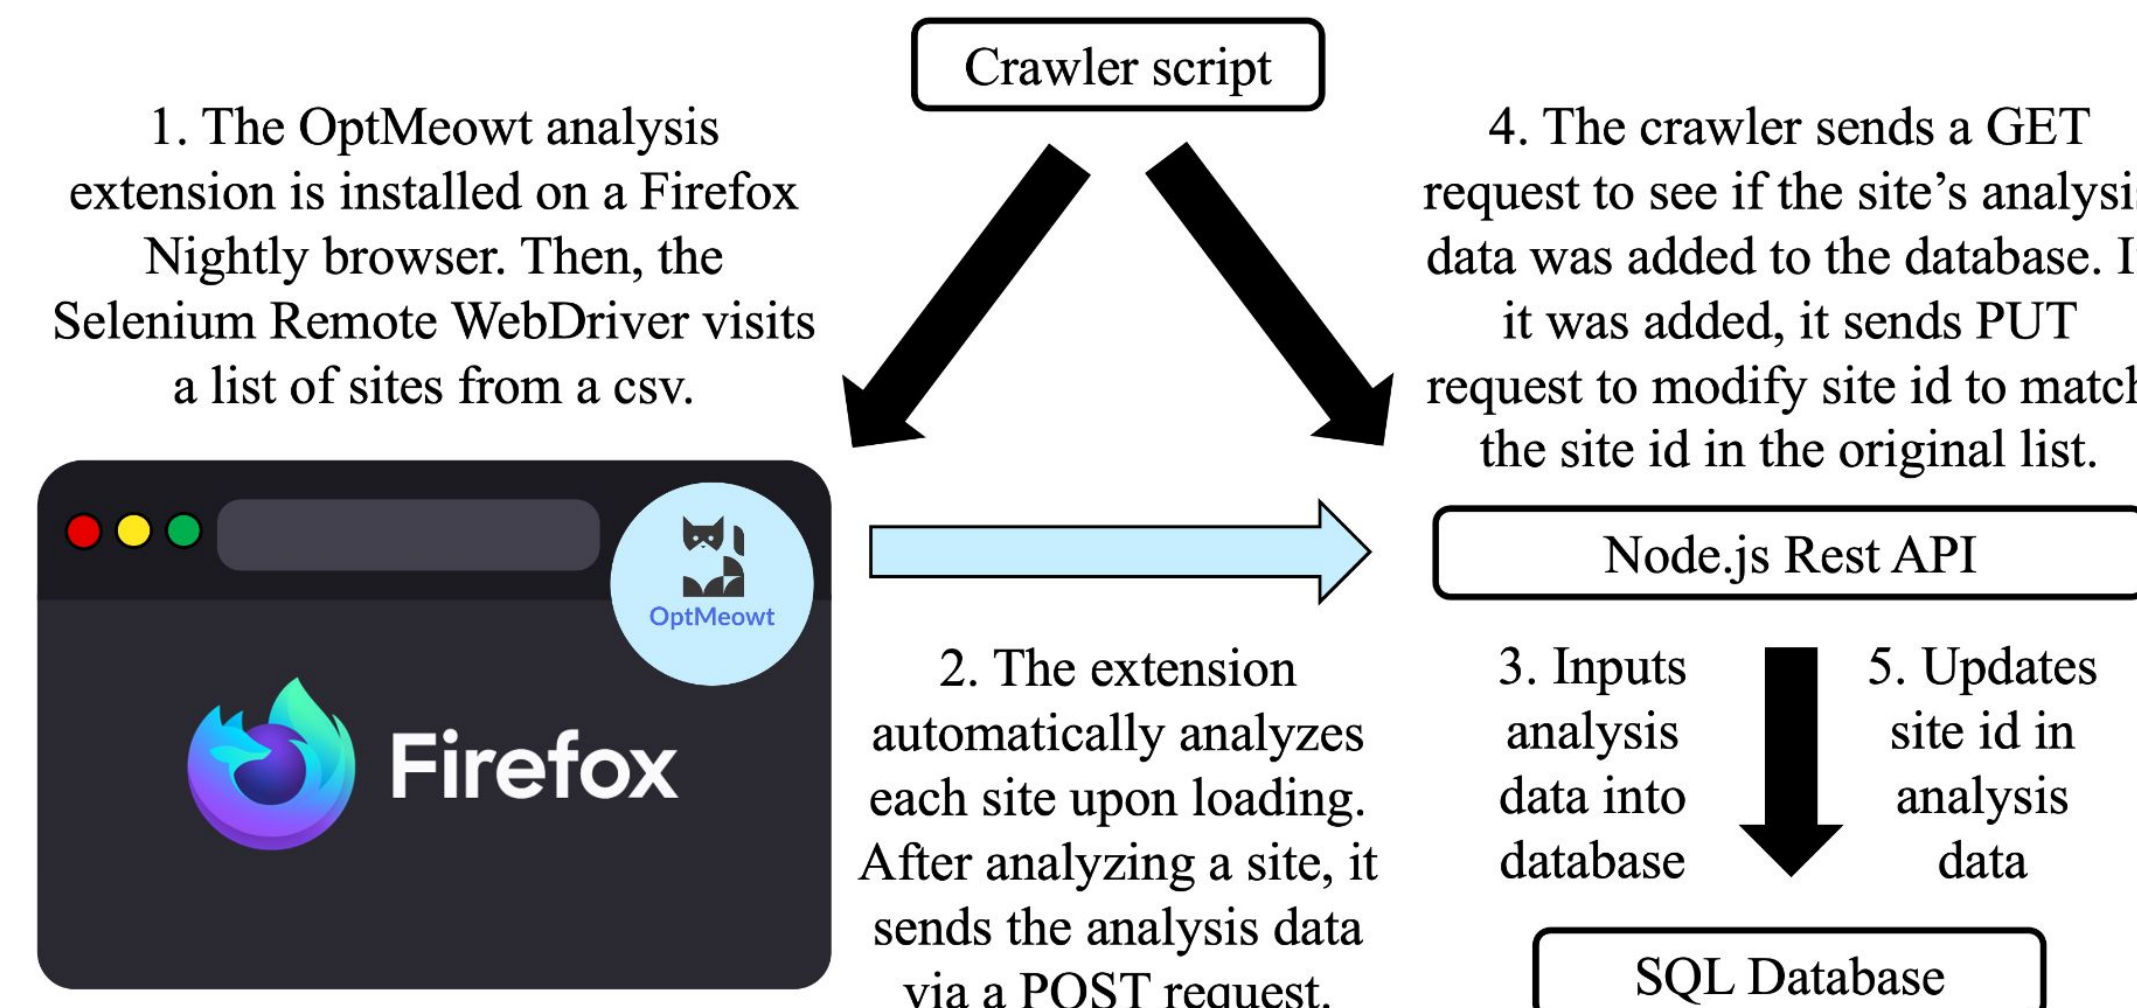 Crawler script
1. The OptMeowt analysis
extension is installed on a Firefox
Nightly browser. Then, the
Selenium Remote WebDriver visits
a list of sites from a csv.
4. The crawler sends a GET
request to see if the site’s analysis
data was added to the database. If
it was added, it sends PUT
request to modify site id to match
the site id in the original list.
OptMeowt
Firefox
2. The extension
automatically analyzes
each site upon loading.
After analyzing a site, it
sends the analysis data
via a POST request.
Node.js Rest API
3. Inputs
analysis
data into
database
5. Updates
site id in
analysis
data
SQL Database